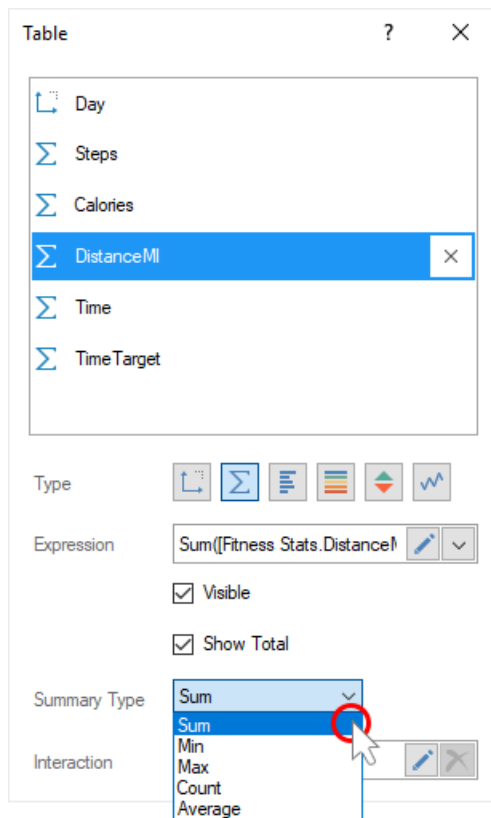 Table ?
Day
Steps
Calories
DistanceMI
Time
TimeTarget
Type
Expression Sum([Fitness Stats.Distance
Visible
Show Total
Summary Type Sum
Sum
Min
Interaction
Max
Count
Average